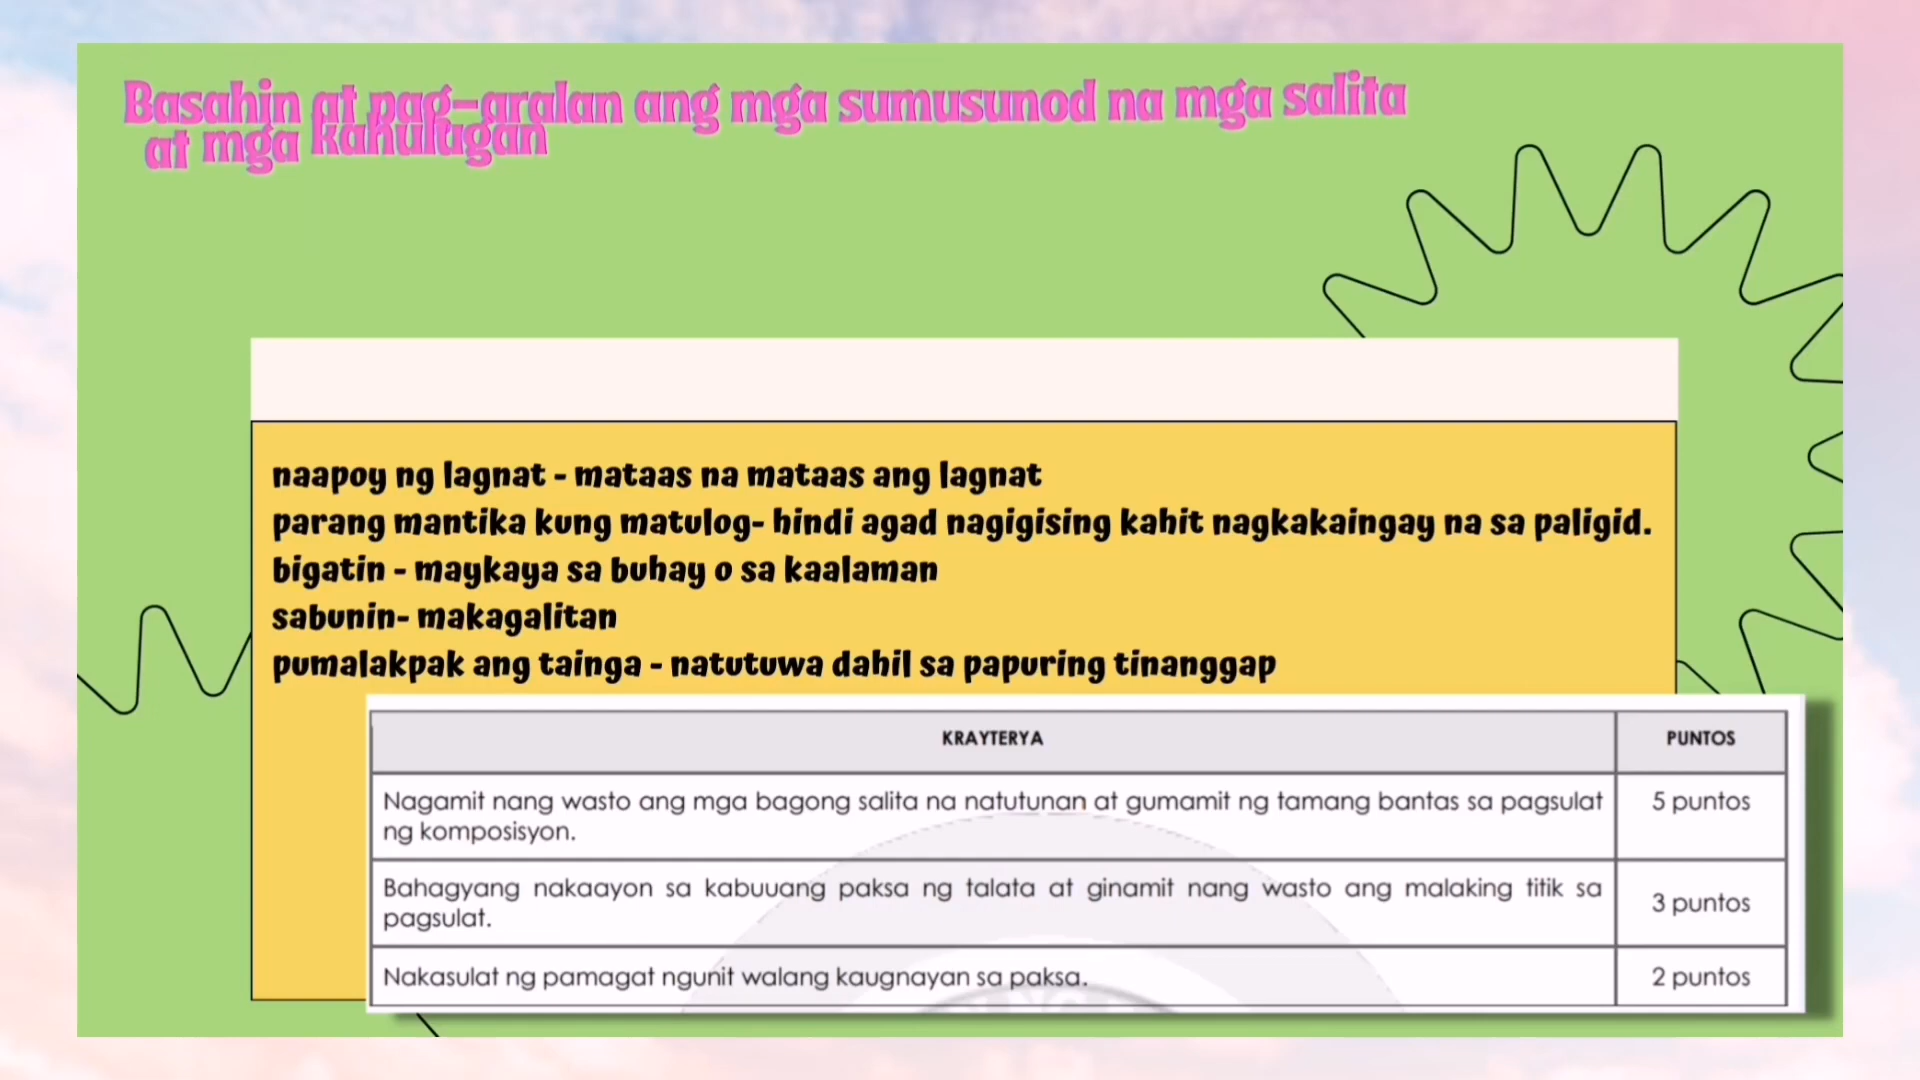 Basahin at pag-aralan ang mga sumusunod na mga salita
at mga kahulugan
naapoy ng lagnat - mataas na mataas ang lagnat
parang mantika kung matulog- hindi agad nagigising kahit nagkakaingay na sa paligid.
bigatin - maykaya sa buhay o sa kaalaman
sabunin- makagalitan
pumalakpak ang tainga - natutuwa dahil sa papuring tinanggap
KRAYTERYA PUNTOS
Nagamit nang wasto ang mga bagong salita na natutunan at gumamit ng tamang bantas sa pagsulat 5 puntos
ng komposisyon.
Bahagyang nakaayon sa kabuuang paksa ng talata at ginamit nang wasto ang malaking titik sa
pagsulat. 3 puntos
Nakasulat ng pamagat ngunit walang kaugnayan sa paksa. 2 puntos